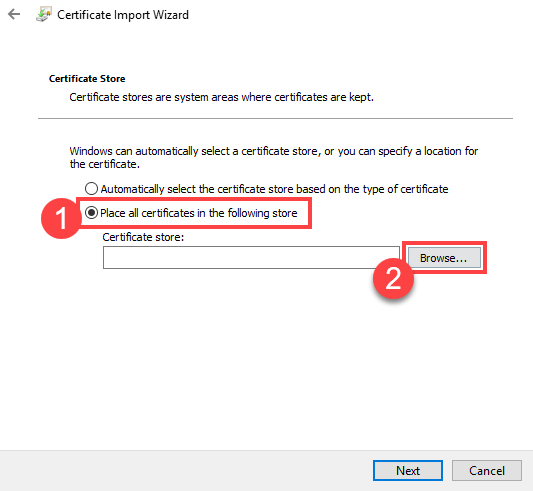 Certificate Import Wizard
Certificate Store
Certificate stores are system areas where certificates are kept.
Windows can automatically select a certificate store, or you can specify a location for
the certificate.
Automatically select the certificate store based on the type of certificate
1 Place all certificates in the following store
Certificate store:
Browse...
2
Next Cancel